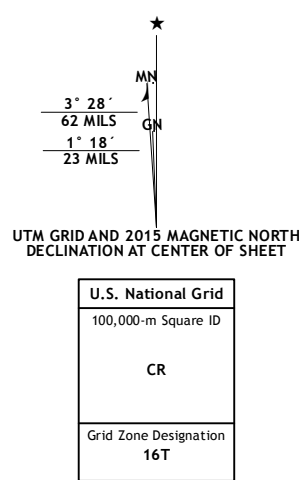 MN
3° 28´
62 MILS
GN
1° 18´
23 MILS
UTM GRID AND 2015 MAGNETIC NORTH
DECLINATION AT CENTER OF SHEET
U.S. National Grid
100,000-m Square ID
CR
Grid Zone Designation
16T